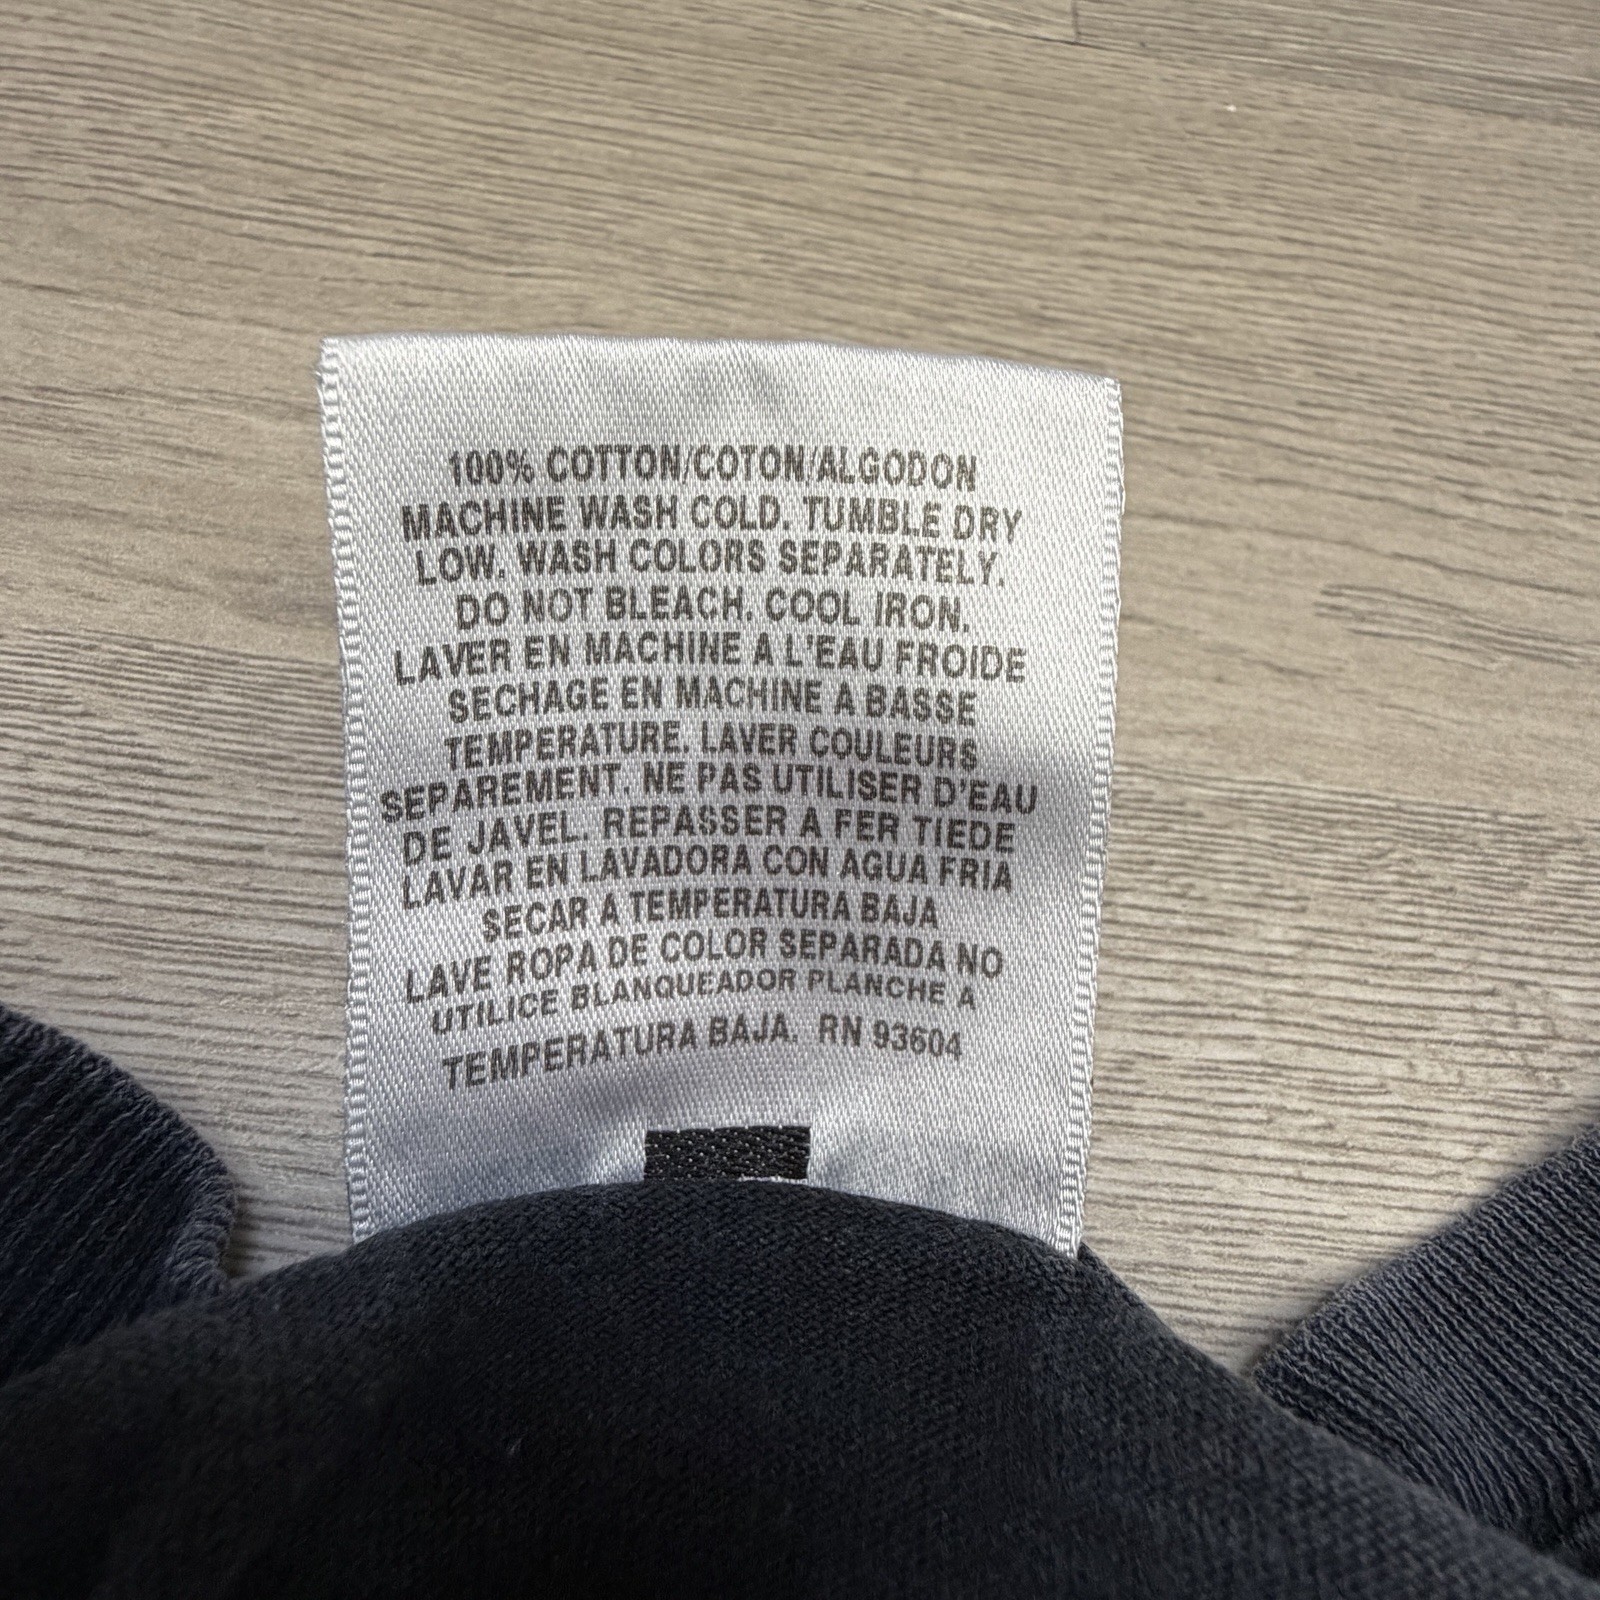 100% COTTON/COTON/ALGODON
MACHINE WASH COLD. TUMBLE DRY
LOW. WASH COLORS SEPARATELY.
DO NOT BLEACH. COOL IRON.
LAVER EN MACHINE A L'EAU FROIDE
SECHAGE EN MACHINE A BASSE
TEMPERATURE. LAVER COULEURS
SEPAREMENT. NE PAS UTILISER D'EAU
DE JAVEL. REPASSER A FER TIEDE
LAVAR EN LAVADORA CON AGUA FRIA
SECAR A TEMPERATURA BAJA
LAVE ROPA DE COLOR SEPARADA NO
UTILICE BLANQUEADOR PLANCHE A
TEMPERATURA BAJA. RN 93604